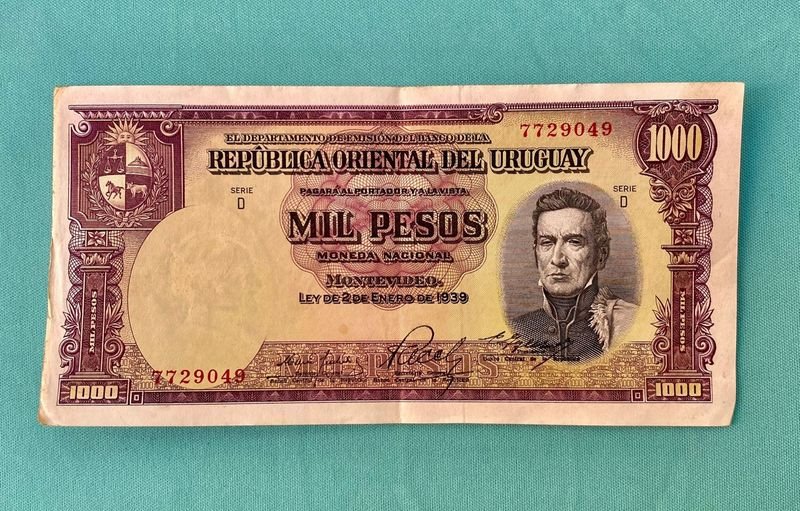 EL DEPARTAMENTO DE EMISIÓN DEL BANCO DE LA
7729049
1000
REPÚBLICA ORIENTAL DEL URUGUAY
SERIE
D
PAGARÁ AL PORTADOR Y A LA VISTA
SERIE
D
MIL PESOS
MONEDA NACIONAL
MONTEVIDEO.
LEY DE 2 DE ENERO DE 1939
MIL PESOS
MIL PESOS
MIL PESOS
7729049
1000
1000